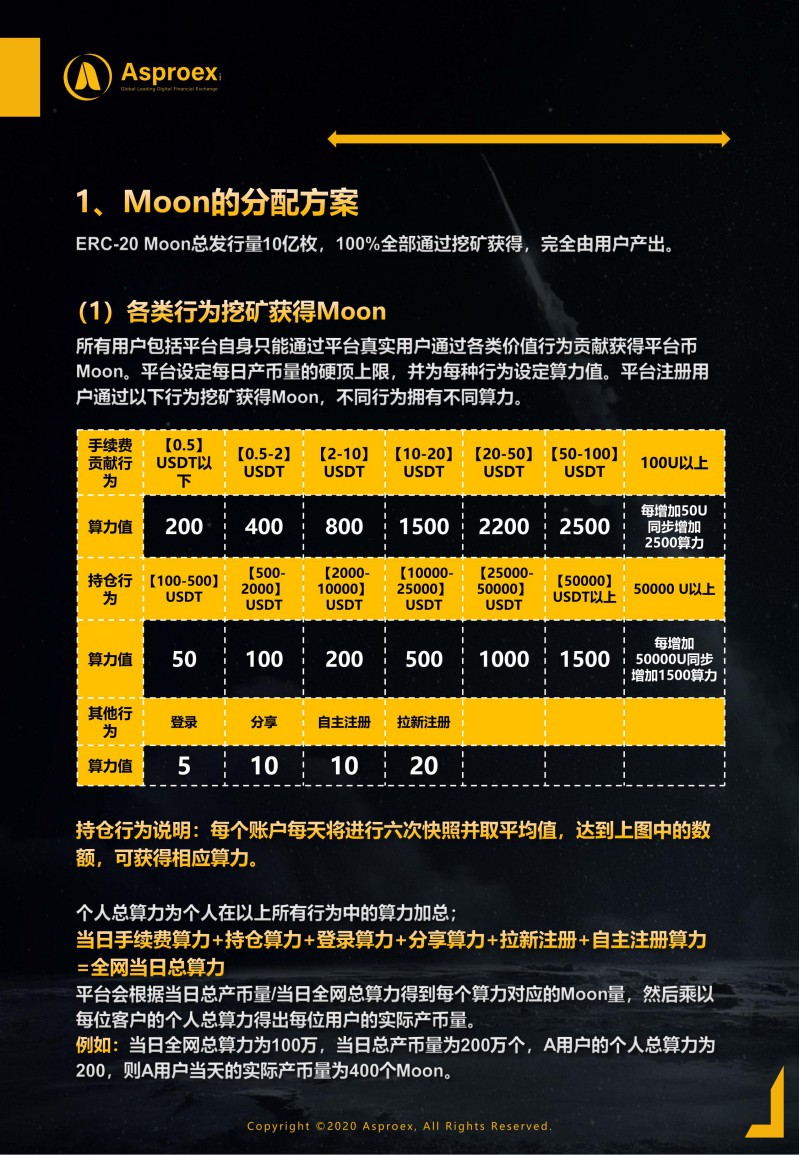 Asproex
Global Leading Digital Financial Exchange
1、Moon的分配方案
ERC-20 Moon总发行量10亿枚，100%全部通过挖矿获得，完全由用户产出。
（1）各类行为挖矿获得Moon
所有用户包括平台自身只能通过平台真实用户通过各类价值行为贡献获得平台币
Moon。平台设定每日产币量的硬顶上限，并为每种行为设定算力值。平台注册用
户通过以下行为挖矿获得Moon，不同行为拥有不同算力。
手续费
贡献行
为
【0.5】
USDT以
下
【0.5-2】
USDT
【2-10】
USDT
【10-20】
USDT
【20-50】
USDT
【50-100】
USDT
100U以上
算力值
200
400
800
1500
2200
2500
每增加50U
同步增加
2500算力
持仓行
为
【100-500】
USDT
【500-
2000】
USDT
【2000-
10000】
USDT
【10000-
25000】
USDT
【25000-
50000】
USDT
【50000】
USDT以上
50000 U以上
算力值
50
100
200
500
1000
1500
每增加
50000U同步
增加1500算力
其他行
为
登录
分享
自主注册
拉新注册
算力值
5
10
10
20
持仓行为说明：每个账户每天将进行六次快照并取平均值，达到上图中的数
额，可获得相应算力。
个人总算力为个人在以上所有行为中的算力加总；
当日手续费算力+持仓算力+登录算力+分享算力+拉新注册+自主注册算力
=全网当日总算力
平台会根据当日总产币量/当日全网总算力得到每个算力对应的Moon量，然后乘以
每位客户的个人总算力得出每位用户的实际产币量。
例如：当日全网总算力为100万，当日总产币量为200万个，A用户的个人总算力为
200，则A用户当天的实际产币量为400个Moon。
Copyright ©2020 Asproex, All Rights Reserved.